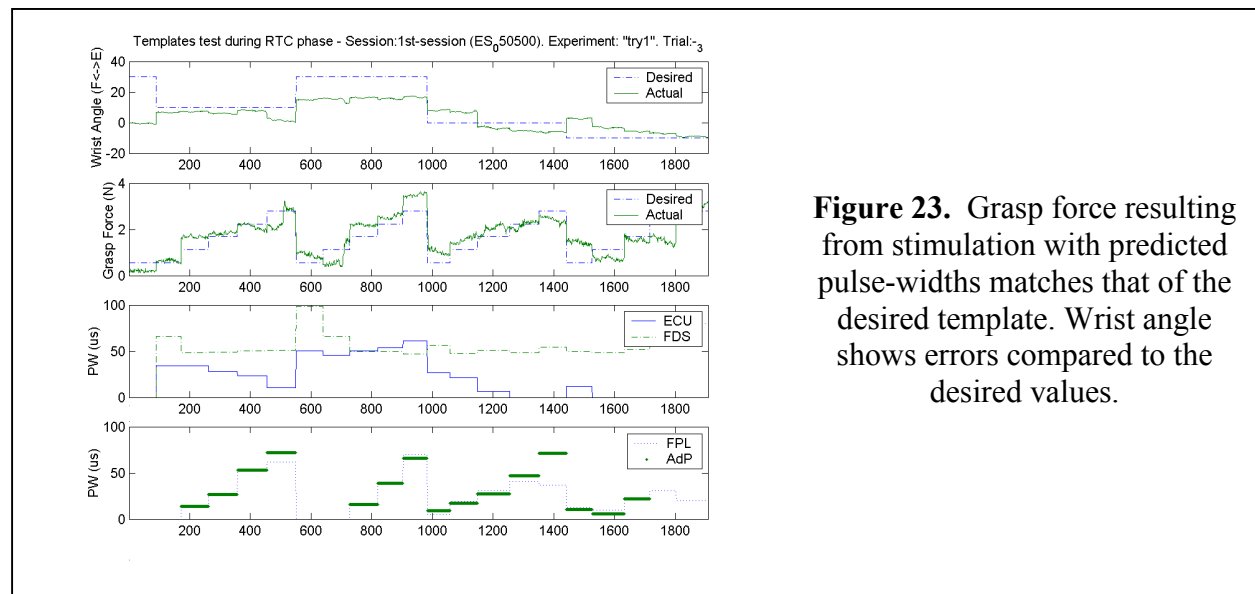 Templates test during RTC phase - Session:1st-session (ES050500). Experiment: "try1". Trial:-3
Wrist Angle (F<->E)
40
20
0
-20
Desired
Actual
200 400 600 800 1000 1200 1400 1600 1800
Grasp Force (N)
4
2
0
Desired
Actual
200 400 600 800 1000 1200 1400 1600 1800
PW (us)
100
50
0
ECU
FDS
200 400 600 800 1000 1200 1400 1600 1800
PW (us)
100
50
0
FPL
AdP
200 400 600 800 1000 1200 1400 1600 1800
Figure 23. Grasp force resulting
from stimulation with predicted
pulse-widths matches that of the
desired template. Wrist angle
shows errors compared to the
desired values.